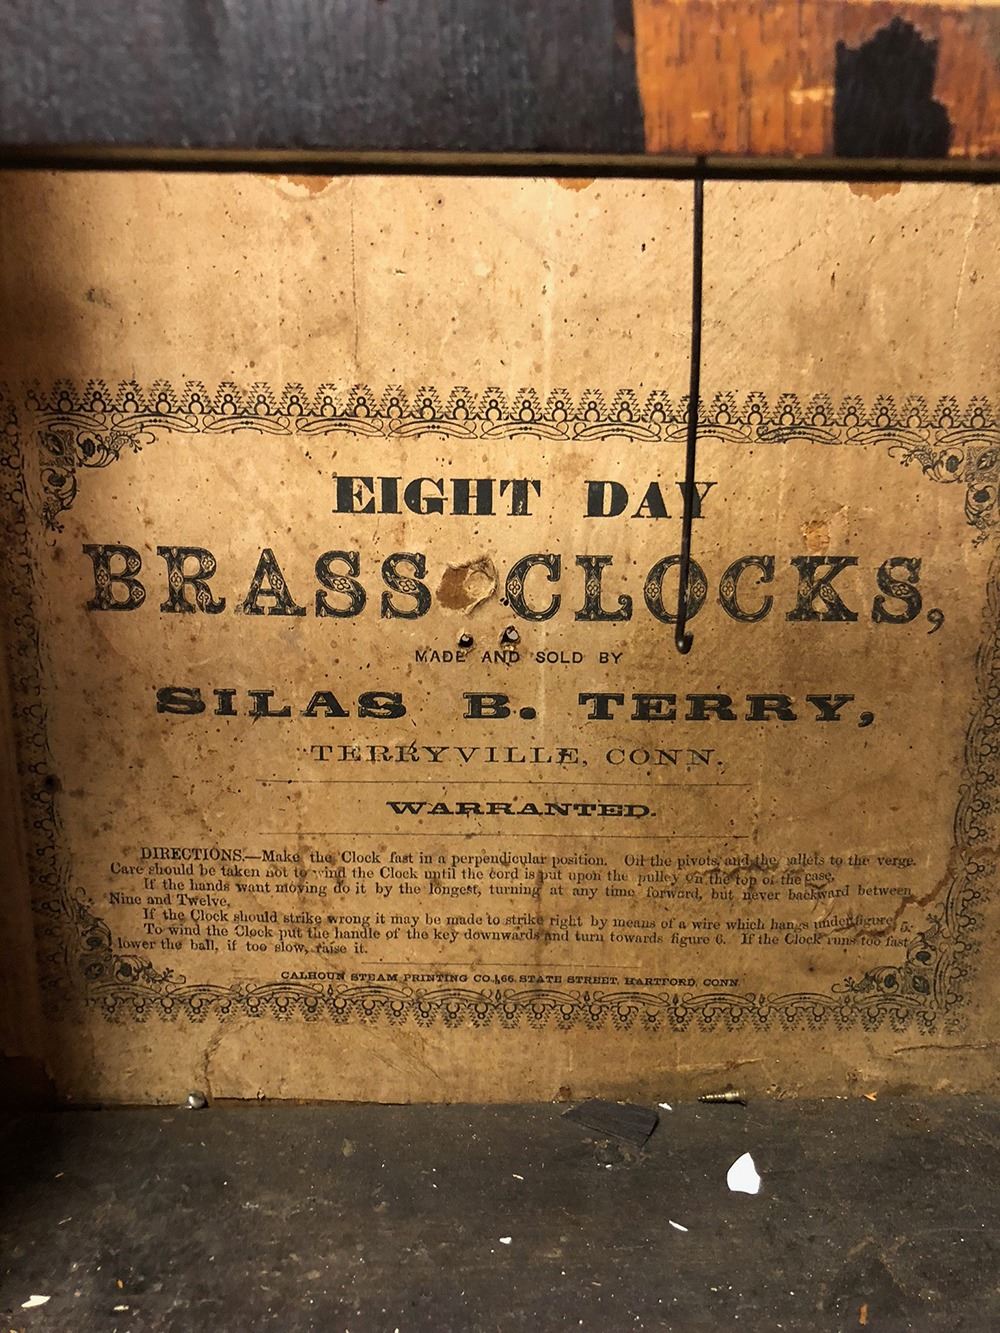 EIGHT DAY
BRASS CLOCKS,
MADE AND SOLD BY
SILAS B. TERRY,
TERRYVILLE, CONN.
WARRANTED.
DIRECTIONS.—Make the Clock fast in a perpendicular position. Oil the pivots, and the pallets to the verge.
Care should be taken not to wind the Clock until the cord is put upon the pulley on the top of the case.
If the hands want moving do it by the longest, turning at any time forward, but never backward between
Nine and Twelve.
If the Clock should strike wrong it may be made to strike right by means of a wire which hangs under figure 5.
To wind the Clock put the handle of the key downwards and turn towards figure 6. If the Clock runs too fast
lower the ball, if too slow, raise it.
CALHOUN STEAM PRINTING CO., 66. STATE STREET, HARTFORD, CONN.